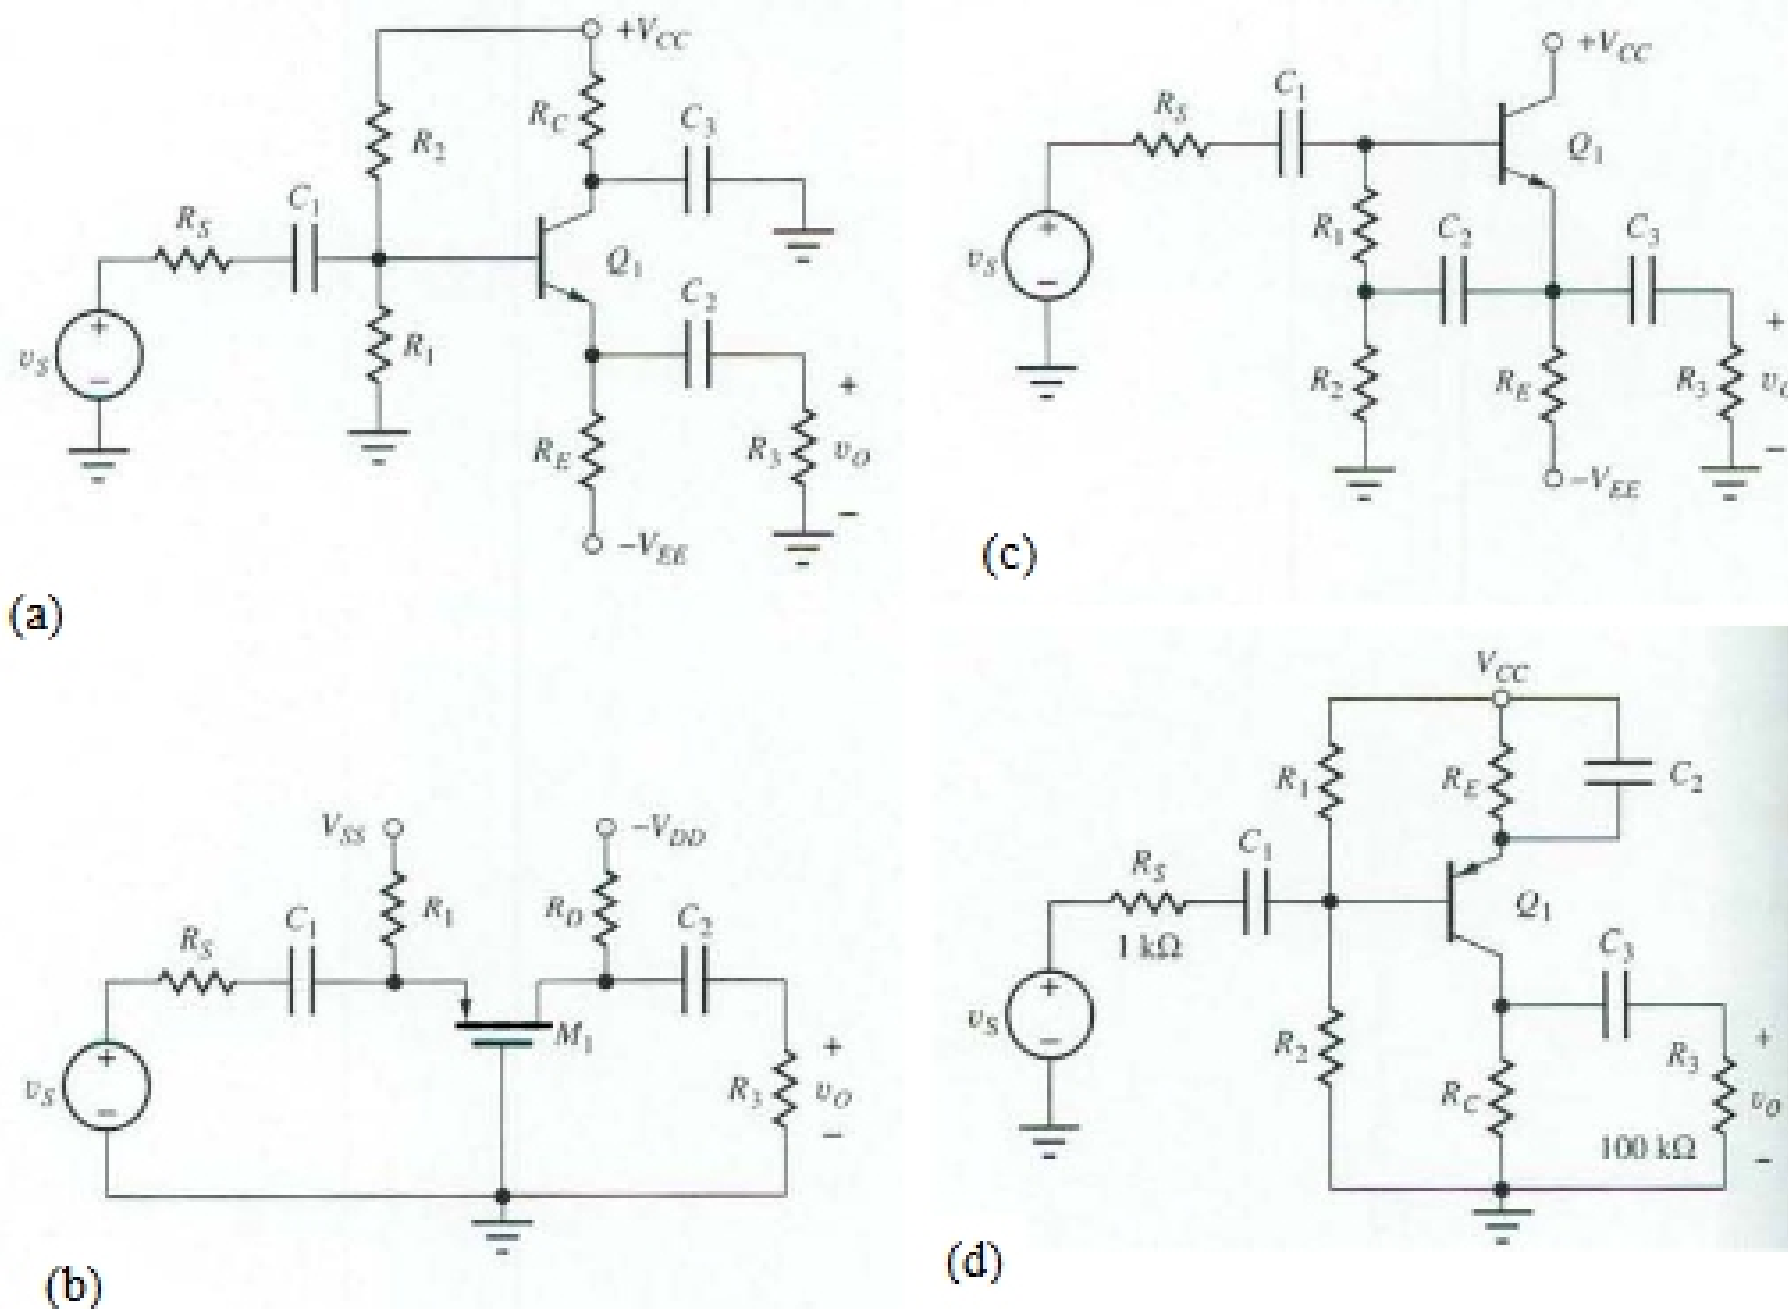 +V_CC
R_2
R_C
C_3
R_S
C_1
Q_1
C_2
v_S
+
−
R_1
R_E
R_3
+
v_O
−
−V_EE
(a)
+V_CC
R_S
C_1
Q_1
v_S
+
−
R_1
C_2
C_3
R_2
R_E
R_3
+
−
−V_EE
(c)
V_SS
−V_DD
R_S
C_1
R_1
R_D
C_2
M_1
v_S
+
−
R_3
+
v_O
−
(b)
V_CC
R_1
R_E
C_2
R_S
1 kΩ
C_1
Q_1
C_3
v_S
+
−
R_2
R_C
R_3
100 kΩ
+
v_O
−
(d)